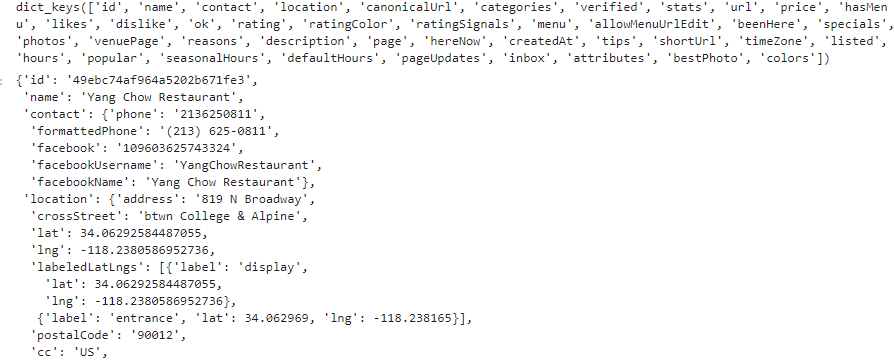 dict_keys(['id', 'name', 'contact', 'location', 'canonicalUrl', 'categories', 'verified', 'stats', 'url', 'price', 'hasMen
u', 'likes', 'dislike', 'ok', 'rating', 'ratingColor', 'ratingSignals', 'menu', 'allowMenuUrlEdit', 'beenHere', 'specials',
'photos', 'venuePage', 'reasons', 'description', 'page', 'hereNow', 'createdAt', 'tips', 'shortUrl', 'timeZone', 'listed',
'hours', 'popular', 'seasonalHours', 'defaultHours', 'pageUpdates', 'inbox', 'attributes', 'bestPhoto', 'colors'])
: {'id': '49ebc74af964a5202b671fe3',
'name': 'Yang Chow Restaurant',
'contact': {'phone': '2136250811',
'formattedPhone': '(213) 625-0811',
'facebook': '109603625743324',
'facebookUsername': 'YangChowRestaurant',
'facebookName': 'Yang Chow Restaurant'},
'location': {'address': '819 N Broadway',
'crossStreet': 'btwn College & Alpine',
'lat': 34.06292584487055,
'lng': -118.2380586952736,
'labeledLatLngs': [{'label': 'display',
'lat': 34.06292584487055,
'lng': -118.2380586952736},
{'label': 'entrance', 'lat': 34.062969, 'lng': -118.238165}],
'postalCode': '90012',
'cc': 'US',